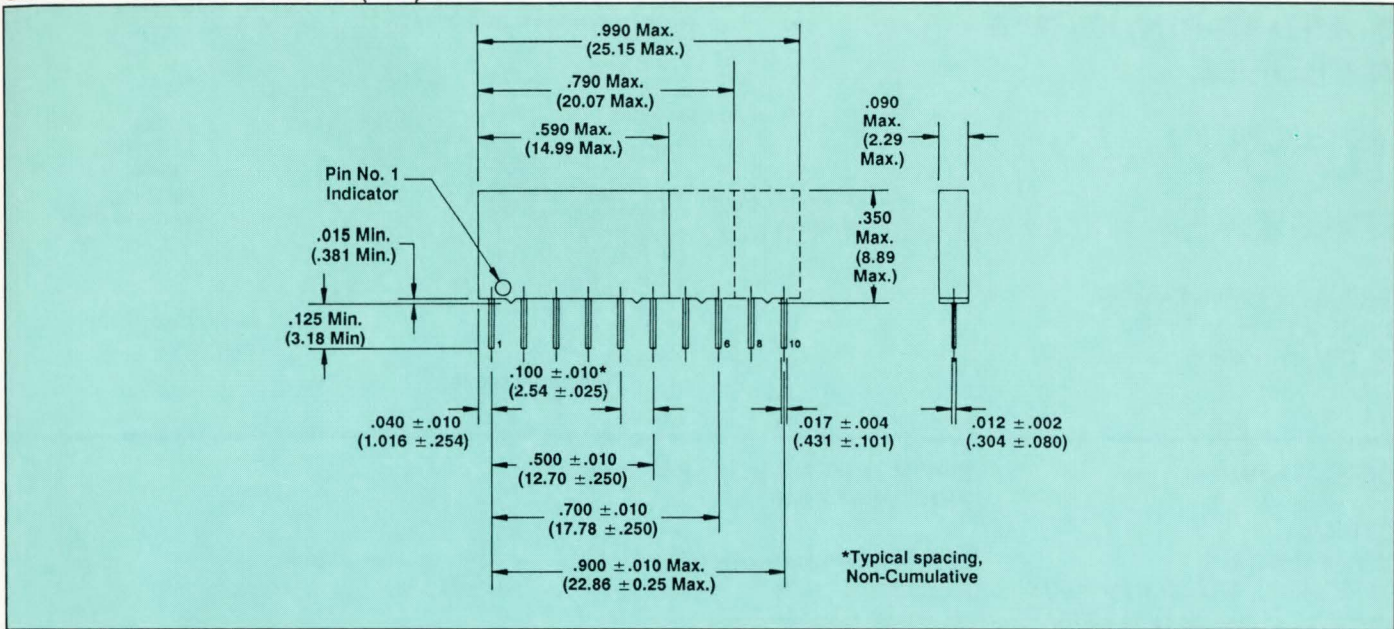 .990 Max.
(25.15 Max.)
.790 Max.
(20.07 Max.)
.590 Max.
(14.99 Max.)
.090
Max.
(2.29
Max.)
Pin No. 1
Indicator
.350
Max.
(8.89
Max.)
.015 Min.
(.381 Min.)
.125 Min.
(3.18 Min)
1
6
8
10
.100 ±.010*
(2.54 ±.025)
.040 ±.010
(1.016 ±.254)
.017 ±.004
(.431 ±.101)
.012 ±.002
(.304 ±.080)
.500 ±.010
(12.70 ±.250)
.700 ±.010
(17.78 ±.250)
.900 ±.010 Max.
(22.86 ±0.25 Max.)
*Typical spacing,
Non-Cumulative